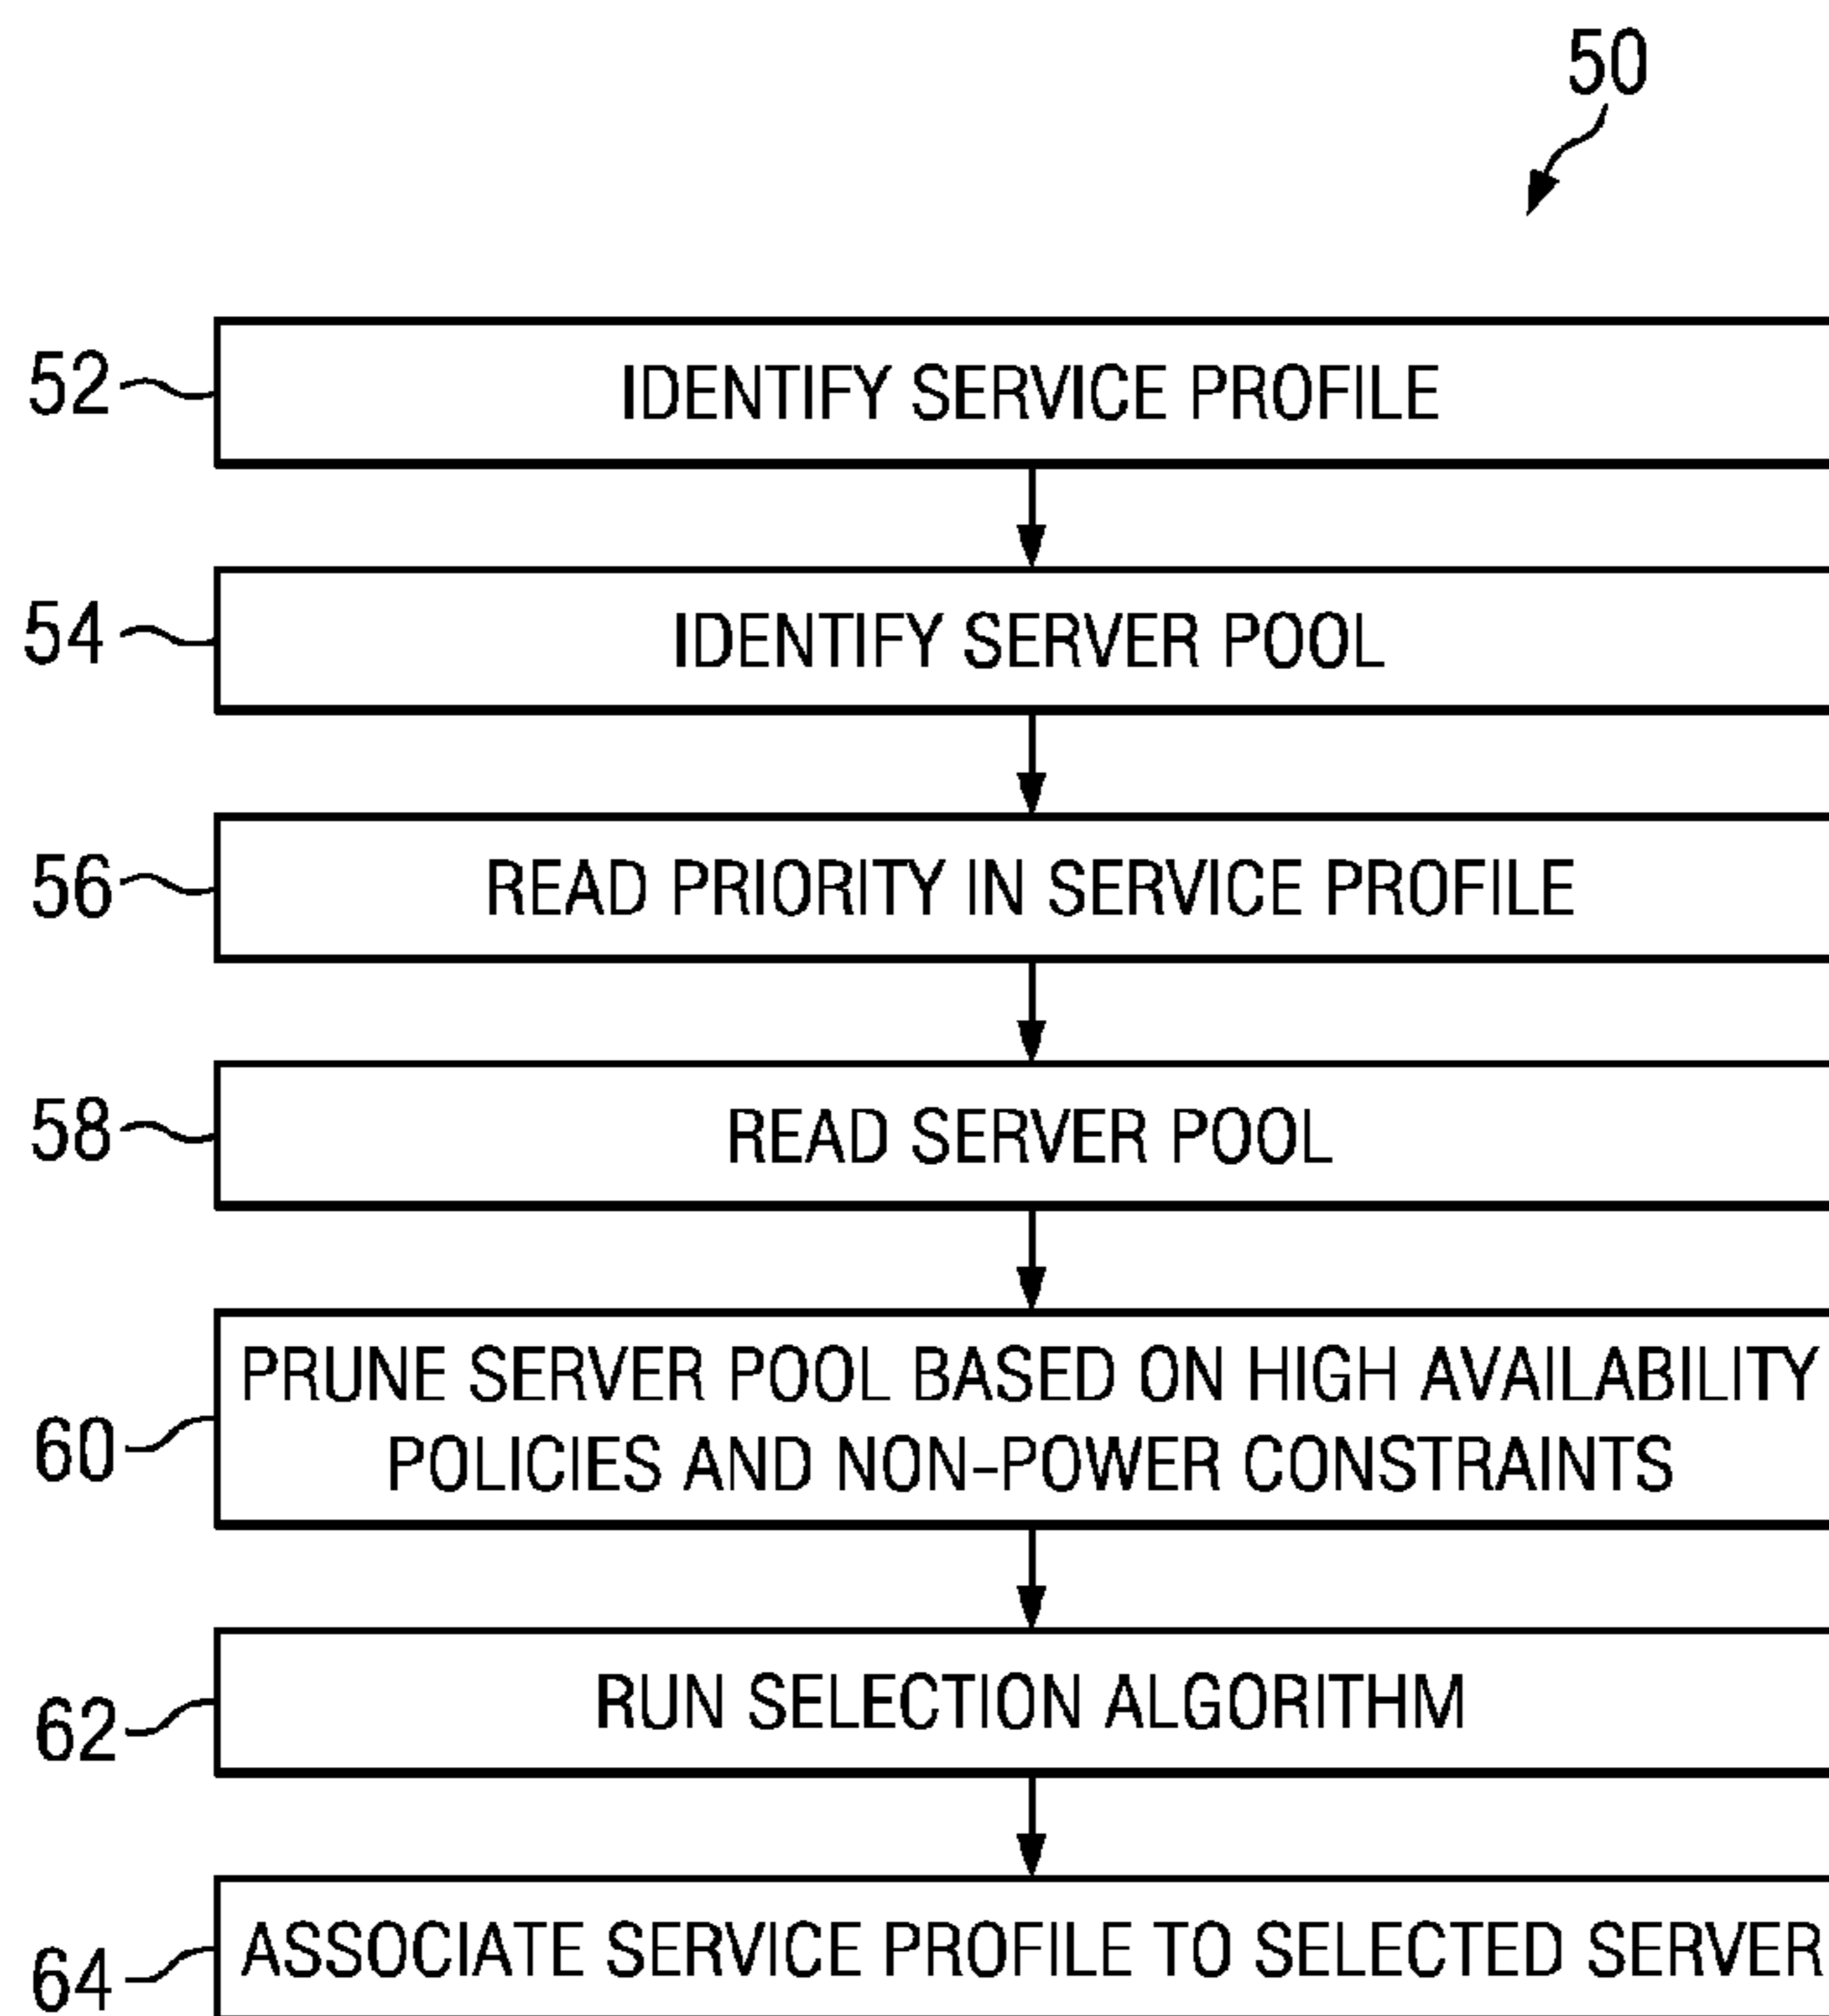 50
52 IDENTIFY SERVICE PROFILE
54 IDENTIFY SERVER POOL
56 READ PRIORITY IN SERVICE PROFILE
58 READ SERVER POOL
PRUNE SERVER POOL BASED ON HIGH AVAILABILITY
60 POLICIES AND NON-POWER CONSTRAINTS
62 RUN SELECTION ALGORITHM
64 ASSOCIATE SERVICE PROFILE TO SELECTED SERVER